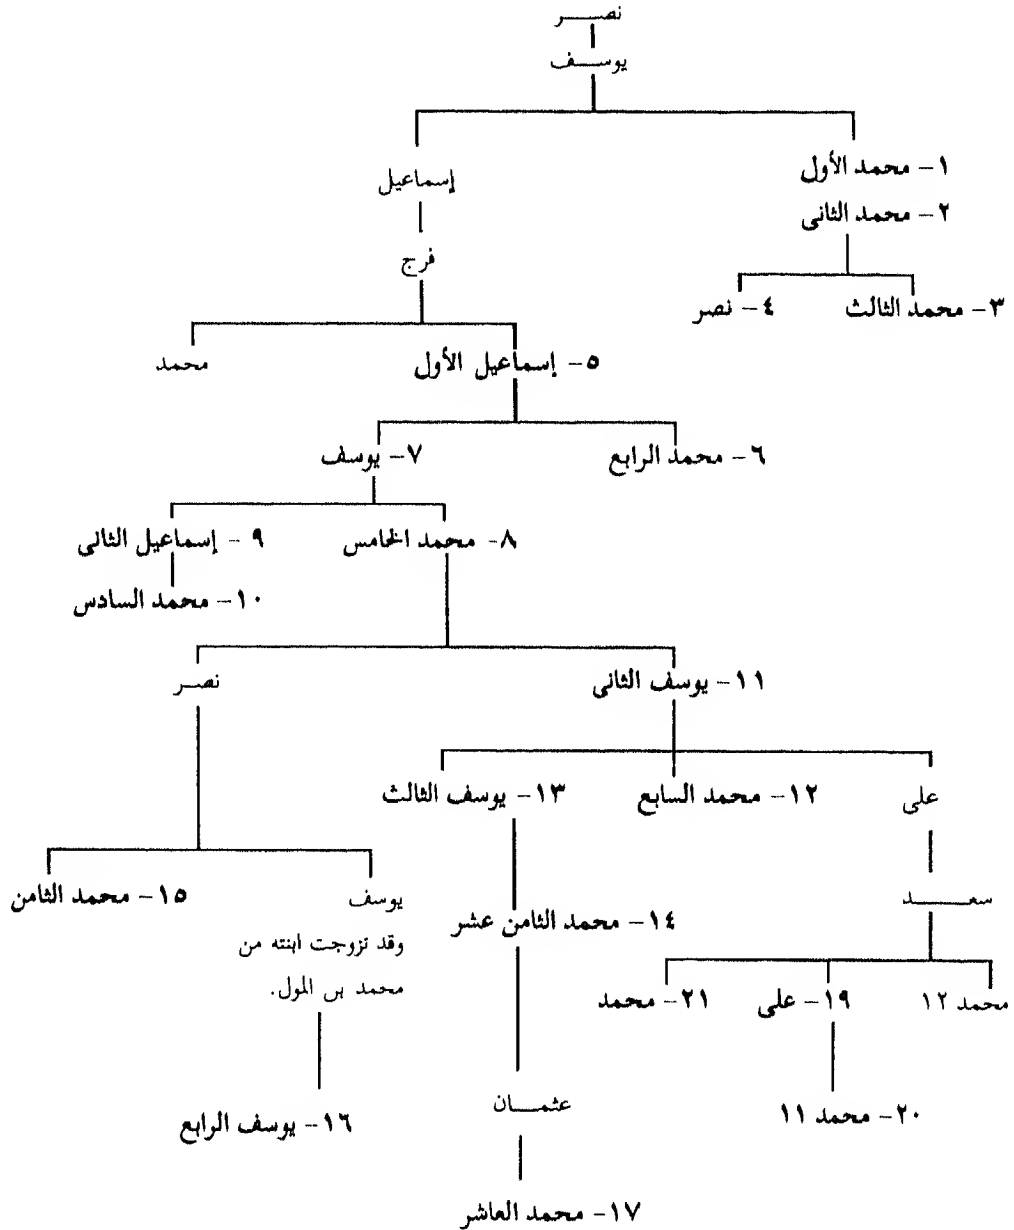 نصر
يوسف
إسماعيل
١- محمد الأول
٢- محمد الثانى
فرج
٤- نصر
٣- محمد الثالث
محمد
٥- إسماعيل الأول
٧- يوسف
٦- محمد الرابع
٩- إسماعيل الثانى
٨- محمد الخامس
١٠- محمد السادس
نصر
١١- يوسف الثانى
١٣- يوسف الثالث
١٢- محمد السابع
على
١٥- محمد الثامن
يوسف
وقد تزوجت ابنته من
محمد بن المول.
١٤- محمد الثامن عشر
سعد
٢١- محمد
١٩- على
محمد ١٢
١٦- يوسف الرابع
عثمان
٢٠- محمد ١١
١٧- محمد العاشر